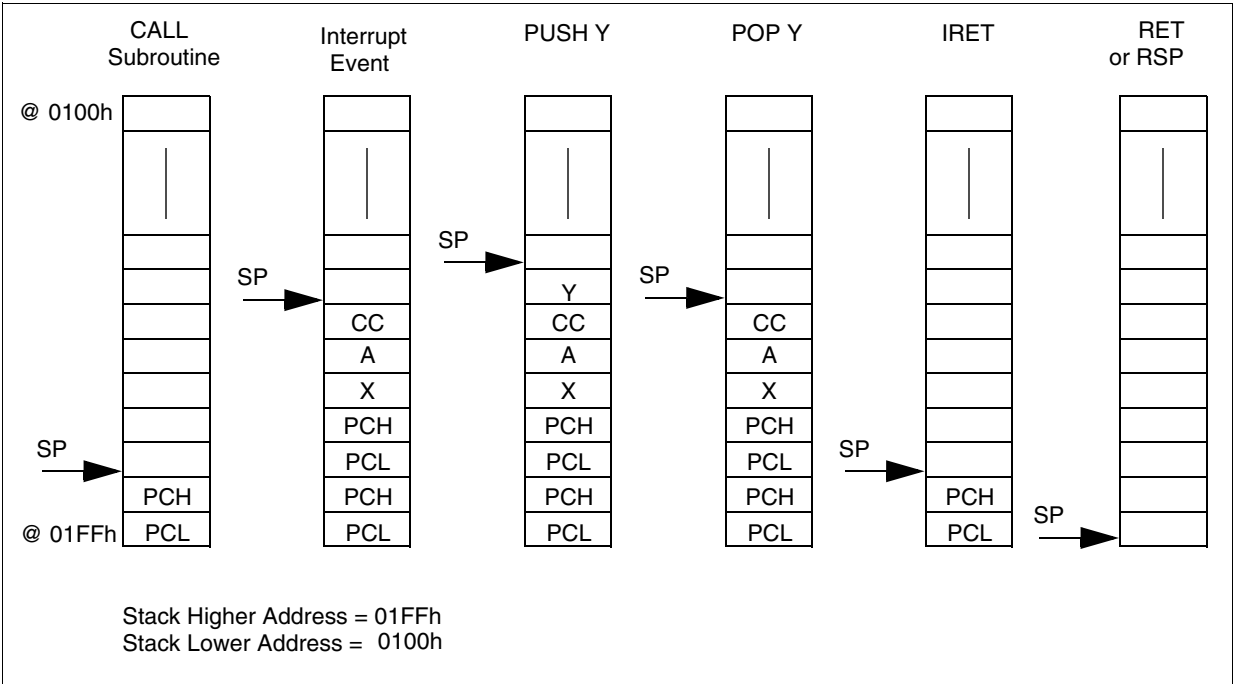 CALL
Subroutine
Interrupt
Event
PUSH Y
POP Y
IRET
RET
or RSP
@ 0100h
SP
SP
SP
Y
CC
CC
CC
A
A
A
X
X
X
PCH
PCH
PCH
SP
PCL
PCL
PCL
SP
PCH
PCH
PCH
PCH
PCH
@ 01FFh
PCL
PCL
PCL
PCL
PCL
SP
Stack Higher Address = 01FFh
Stack Lower Address = 0100h